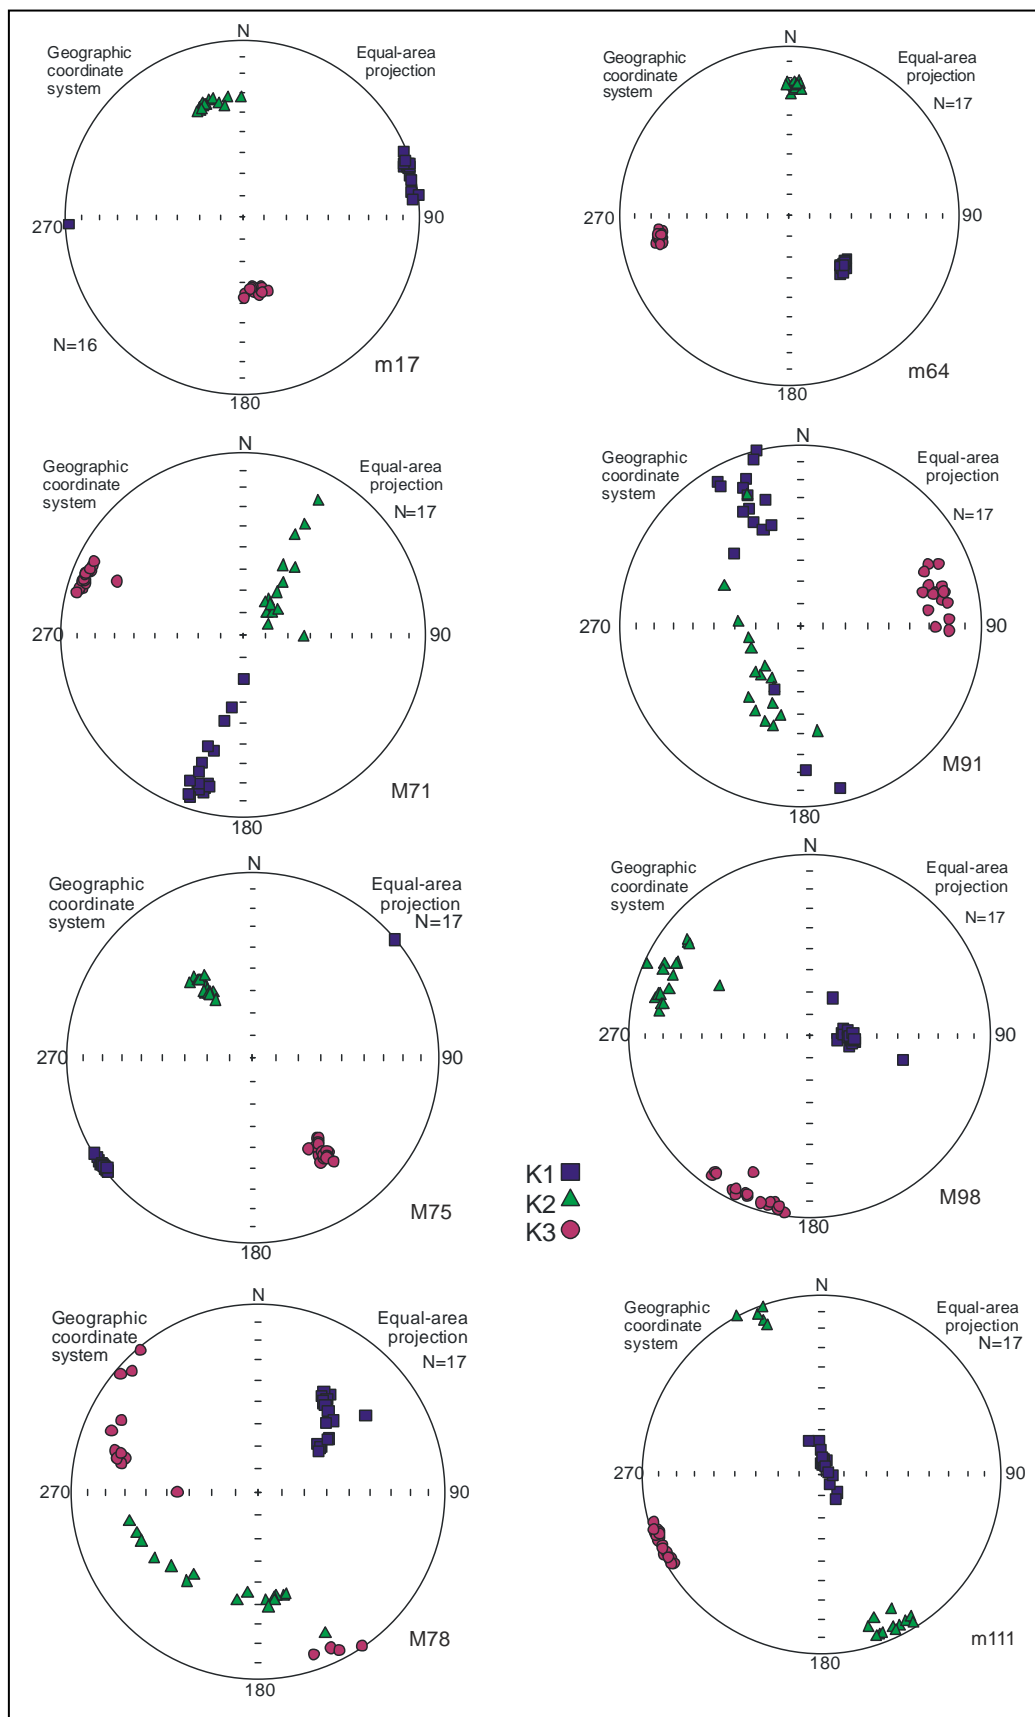 N
Geographic
coordinate
system
Equal-area
projection
270
90
N=16
m17
180
N
Geographic
coordinate
system
Equal-area
projection
N=17
270
90
m64
180
N
Geographic
coordinate
system
Equal-area
projection
N=17
270
90
M71
180
N
Geographic
coordinate
system
Equal-area
projection
N=17
270
90
M91
180
N
Geographic
coordinate
system
Equal-area
projection
N=17
270
90
M75
180
N
Geographic
coordinate
system
Equal-area
projection
N=17
270
90
M98
180
K1
K2
K3
N
Geographic
coordinate
system
Equal-area
projection
N=17
270
90
M78
180
N
Geographic
coordinate
system
Equal-area
projection
N=17
270
90
m111
180